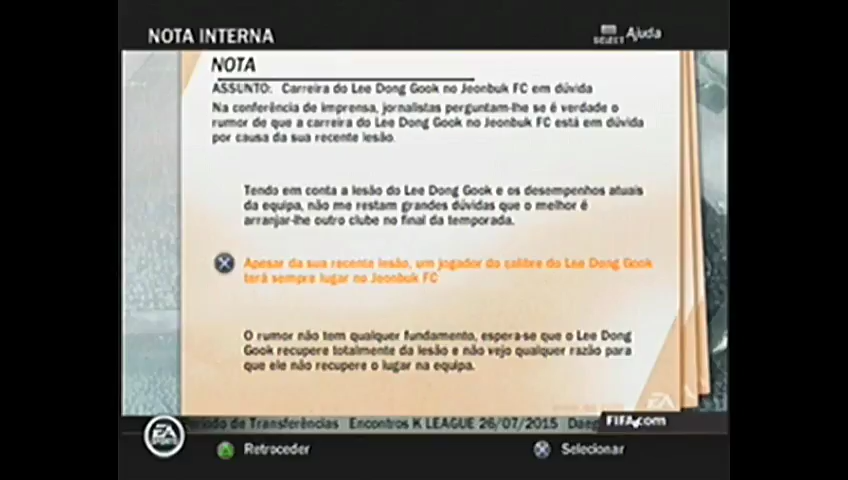 NOTA INTERNA
SELECT Ajuda
NOTA
ASSUNTO: Carreira do Lee Dong Gook no Jeonbuk FC em dúvida
Na conferência de imprensa, jornalistas perguntam-lhe se é verdade o
rumor de que a carreira do Lee Dong Gook no Jeonbuk FC está em dúvida
por causa da sua recente lesão.
Tendo em conta a lesão do Lee Dong Gook e os desempenhos atuais
da equipa, não me restam grandes dúvidas que o melhor é
arranjar-lhe outro clube no final da temporada.
Apesar da sua recente lesão, um jogador do calibre do Lee Dong Gook
terá sempre lugar no Jeonbuk FC
O rumor não tem qualquer fundamento, espera-se que o Lee Dong
Gook recupere totalmente da lesão e não vejo qualquer razão para
que ele não recupere o lugar na equipa.
EA
ríodo de Transferências Encontros K LEAGUE 26/07/2015 Daeg
FIFA.com
EA SPORTS
Retroceder
Selecionar